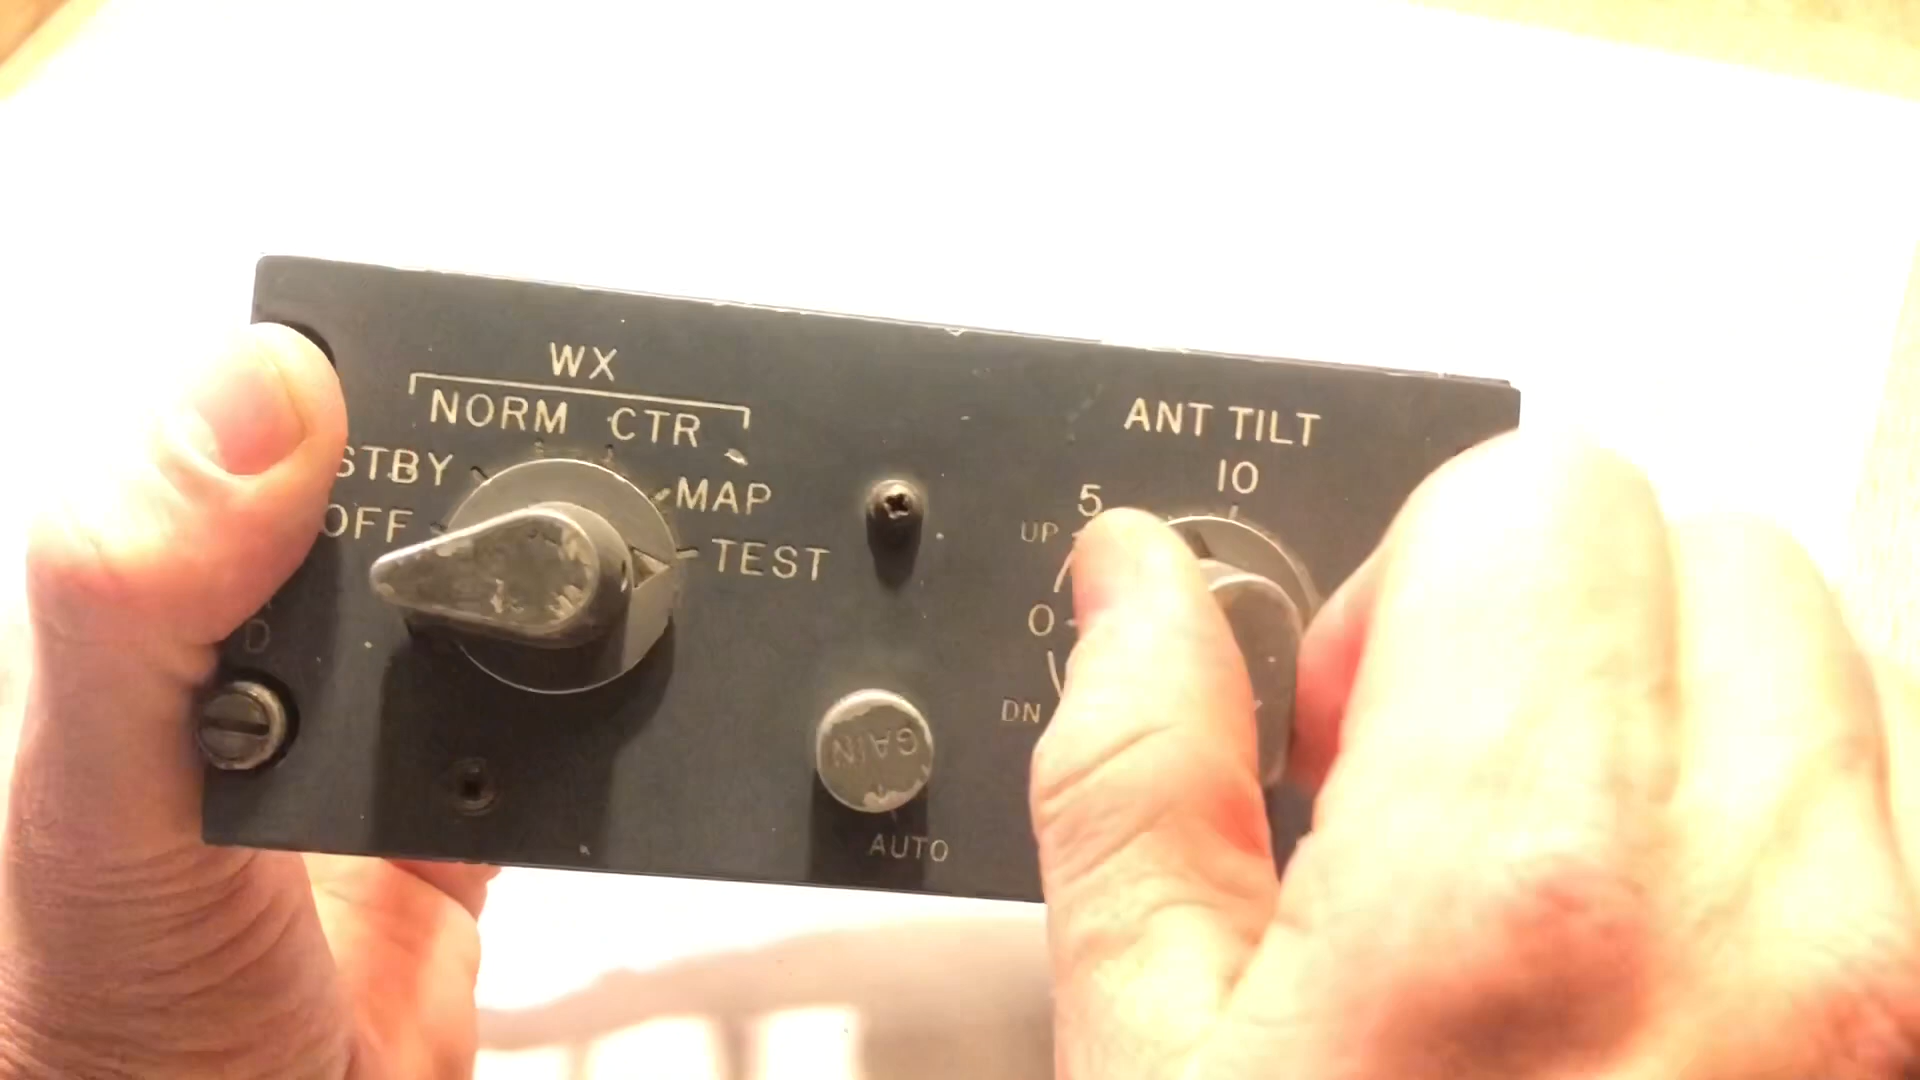 WX
NORM CTR
STBY
MAP
OFF
TEST
GAIN
AUTO
ANT TILT
10
5
UP
0
DN